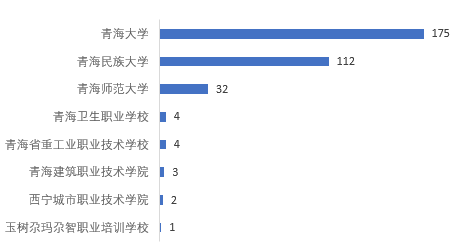 青海大学 175
青海民族大学 112
青海师范大学 32
青海卫生职业学校 4
青海省重工业职业技术学校 4
青海建筑职业技术学院 3
西宁城市职业技术学院 2
玉树尕玛尕智职业培训学校 1